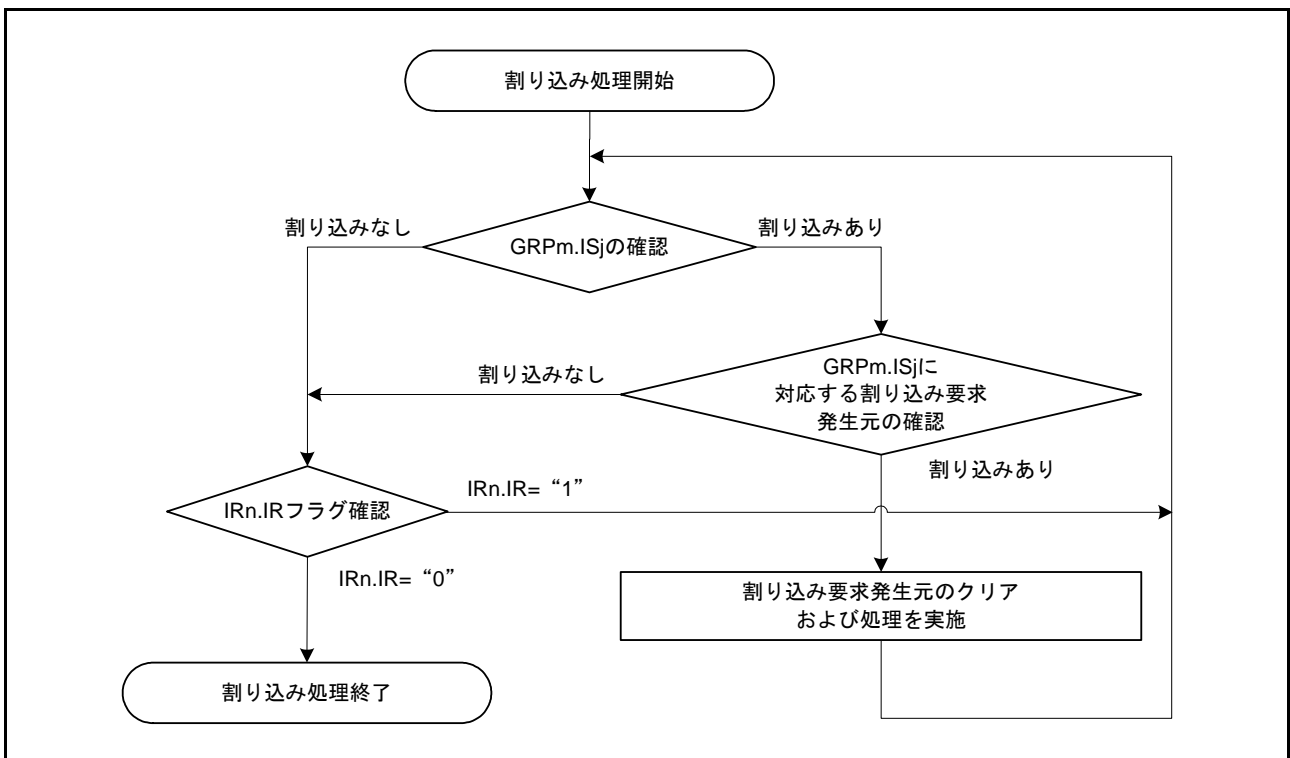 割り込み処理開始
割り込みなし
割り込みあり
GRPm.ISjの確認
割り込みなし
GRPm.ISjに
対応する割り込み要求
発生元の確認
割り込みあり
IRn.IRフラグ確認
IRn.IR=“1”
IRn.IR=“0”
割り込み要求発生元のクリア
および処理を実施
割り込み処理終了